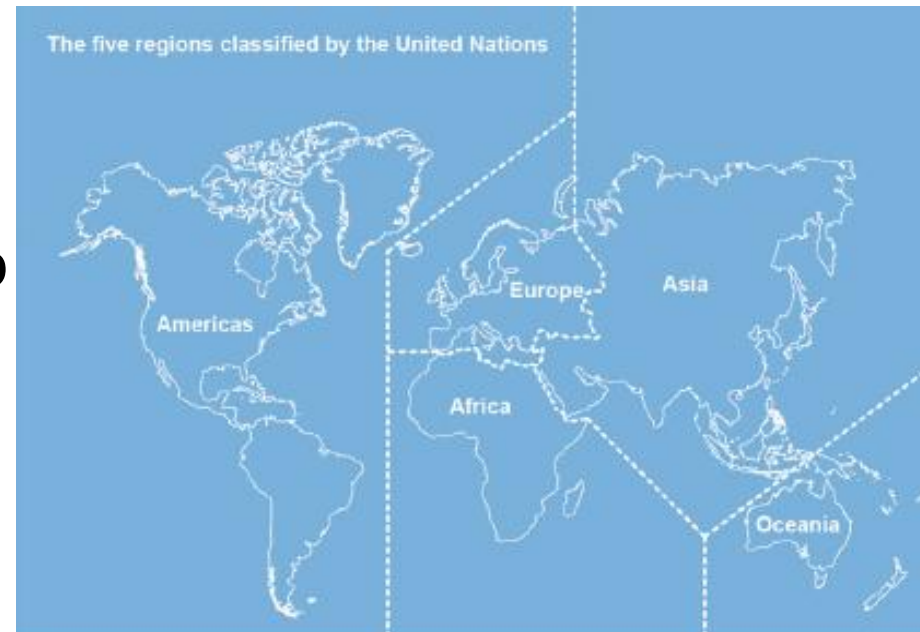 The five regions classified by the United Nations
Europe
Asia
Americas
Africa
Oceania